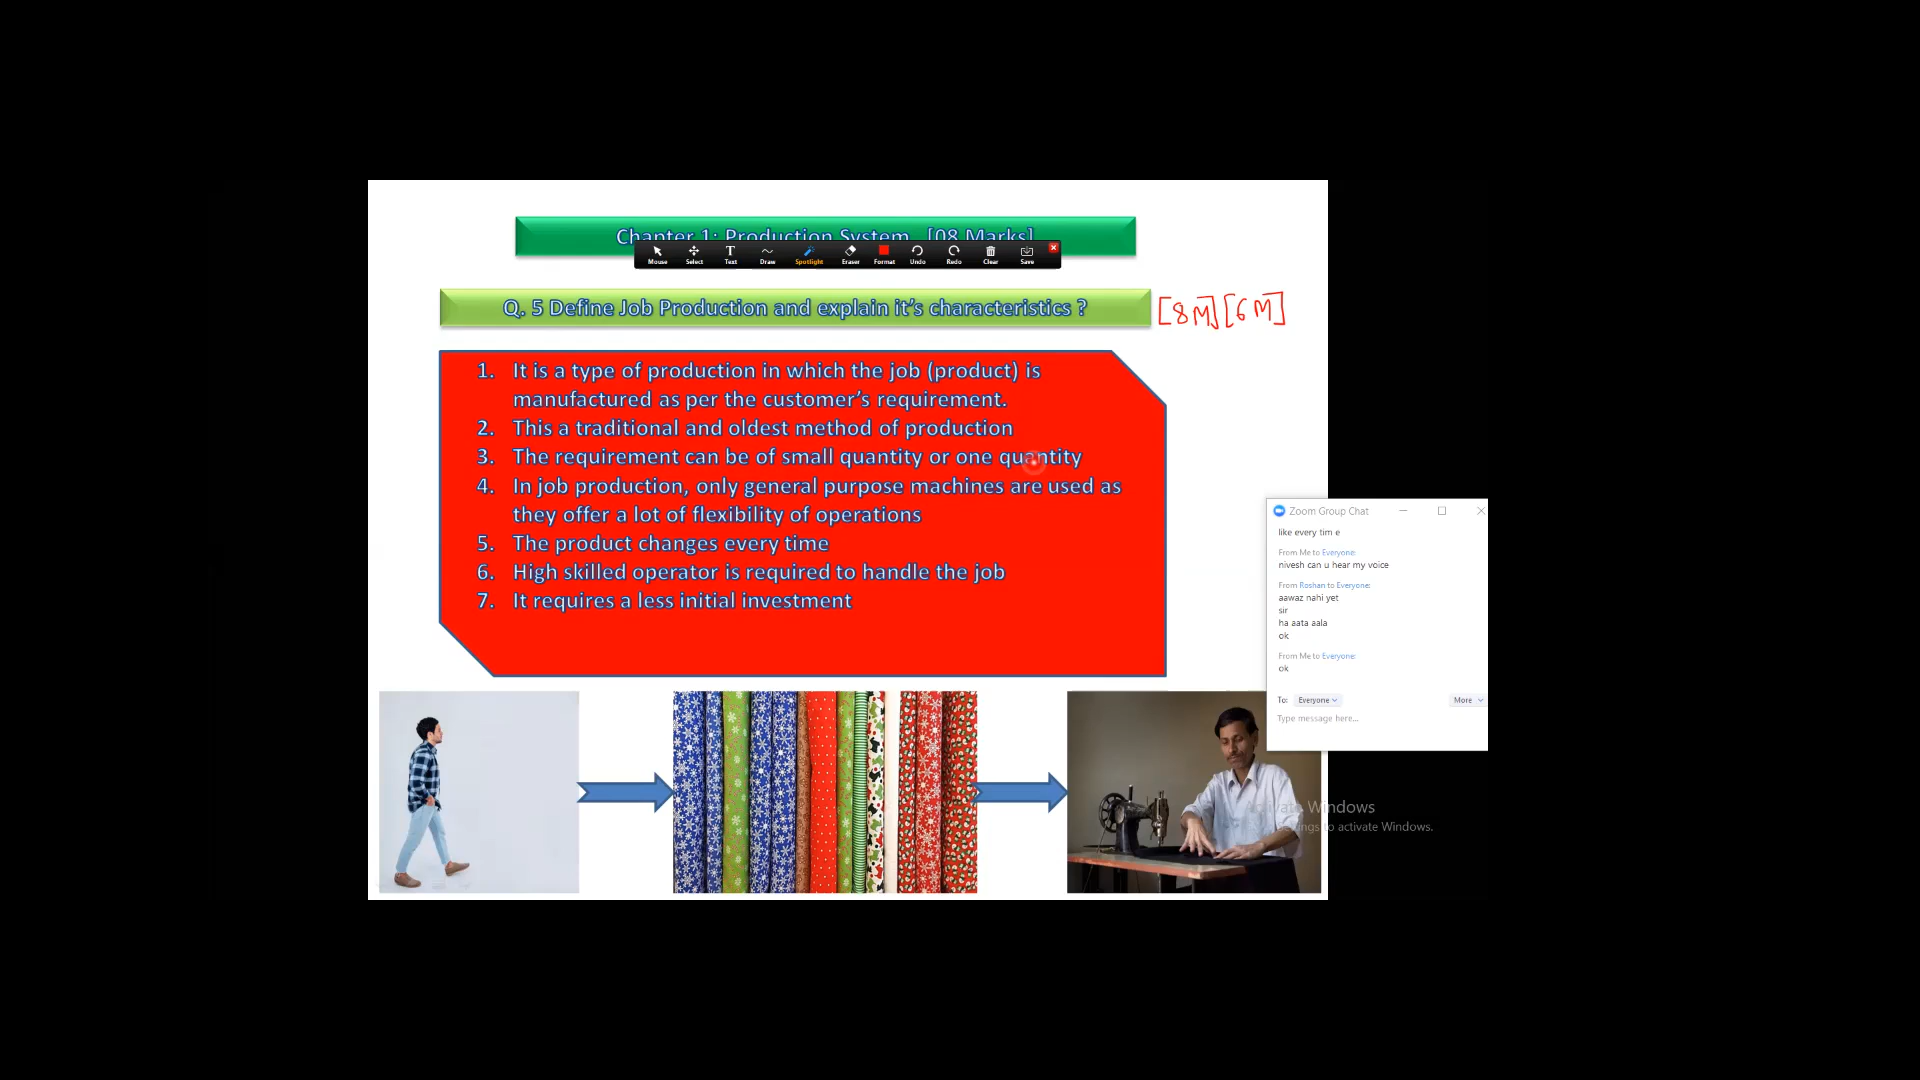 Chapter 1: Production System [08 Marks]
Mouse Select Text Draw Spotlight Eraser Format Undo Redo Clear Save
Q. 5 Define Job Production and explain it's characteristics ?
[8M][6M]
1. It is a type of production in which the job (product) is
manufactured as per the customer's requirement.
2. This a traditional and oldest method of production
3. The requirement can be of small quantity or one quantity
4. In job production, only general purpose machines are used as
they offer a lot of flexibility of operations
5. The product changes every time
6. High skilled operator is required to handle the job
7. It requires a less initial investment
Zoom Group Chat
like every tim e
From Me to Everyone:
nivesh can u hear my voice
From Roshan to Everyone:
aawaz nahi yet
sir
ha aata aala
ok
From Me to Everyone:
ok
To: Everyone More
Type message here...
Windows
to activate Windows.